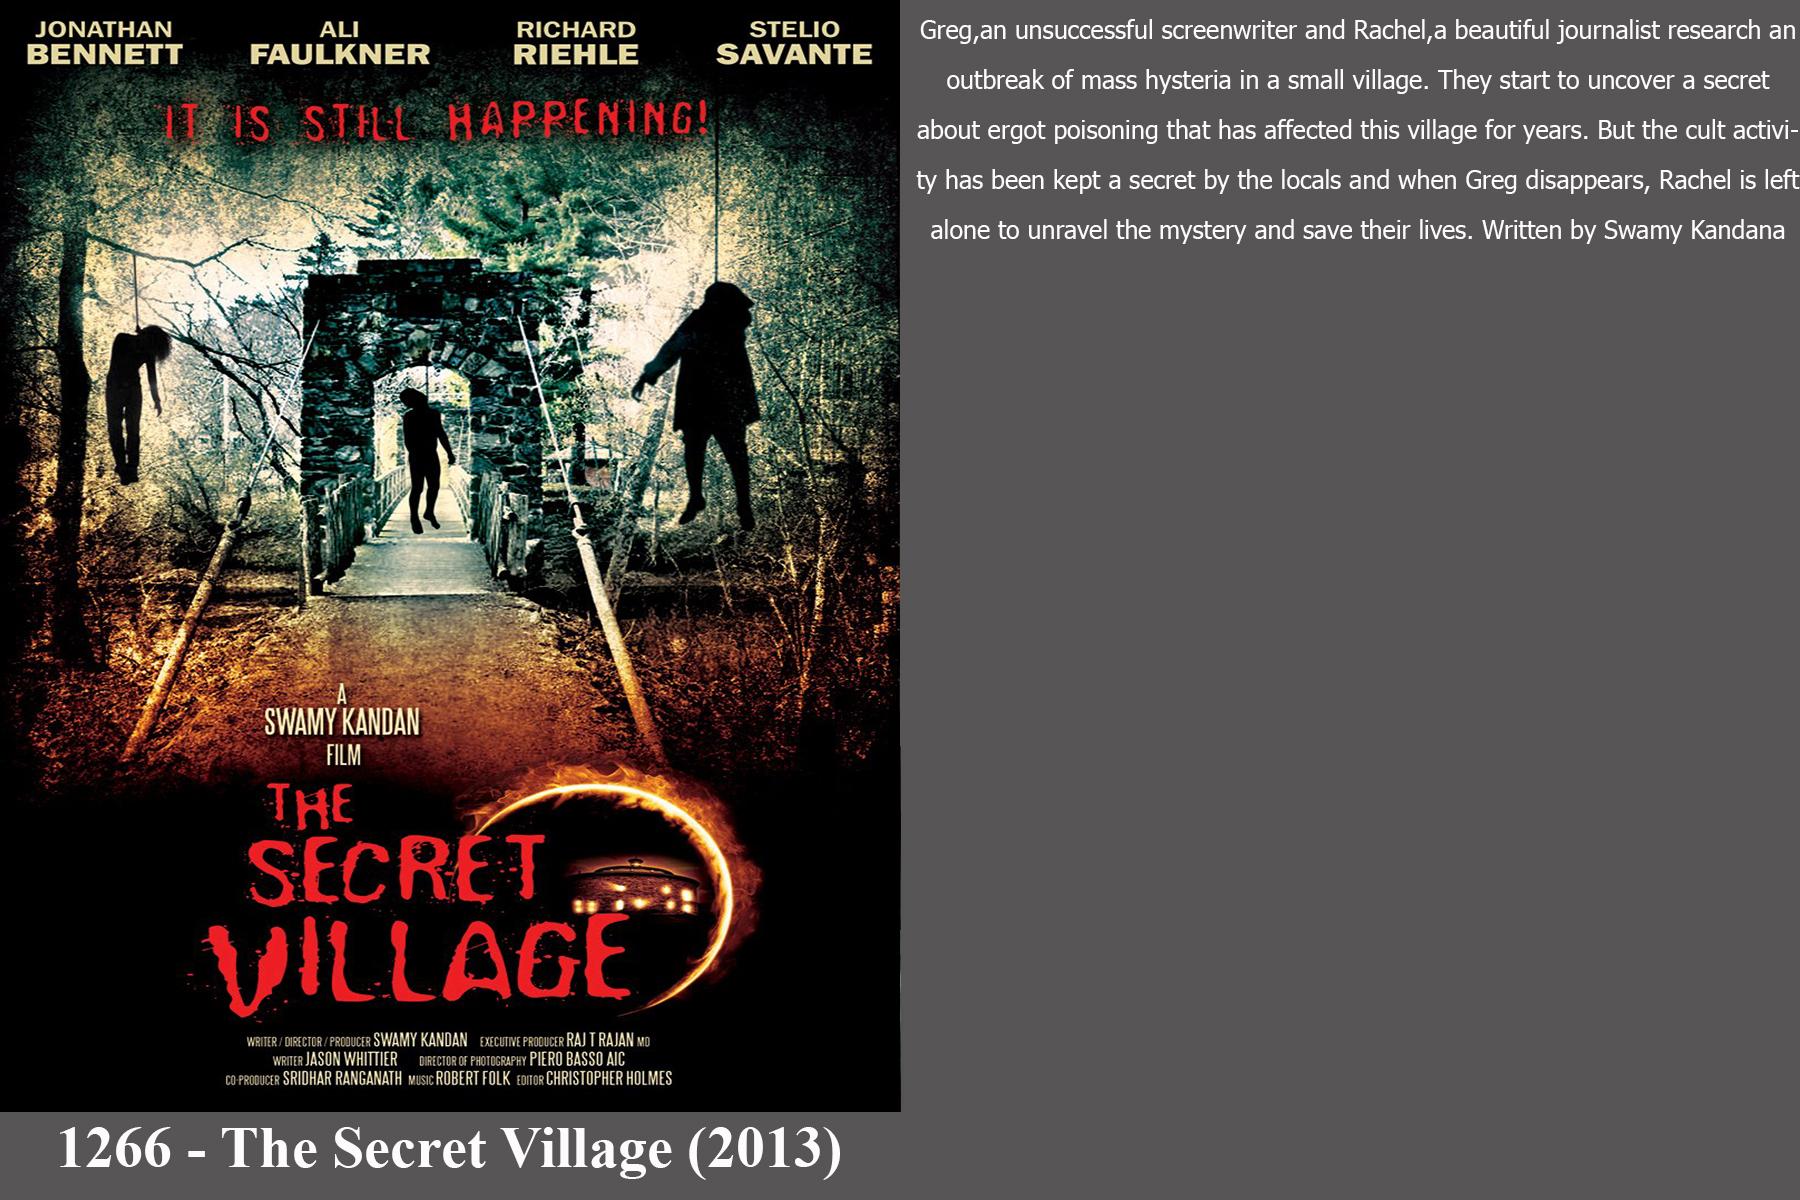 JONATHAN
BENNETT
ALI
FAULKNER
RICHARD
RIEHLE
STELIO
SAVANTE
IT IS STILL HAPPENING!
A
SWAMY KANDAN
FILM
THE
SECRET
VILLAGE
WRITER / DIRECTOR / PRODUCER SWAMY KANDAN EXECUTIVE PRODUCER RAJ T RAJAN MD
WRITER JASON WHITTIER DIRECTOR OF PHOTOGRAPHY PIERO BASSO AIC
CO-PRODUCER SRIDHAR RANGANATH MUSIC ROBERT FOLK EDITOR CHRISTOPHER HOLMES
1266 - The Secret Village (2013)
Greg,an unsuccessful screenwriter and Rachel,a beautiful journalist research an
outbreak of mass hysteria in a small village. They start to uncover a secret
about ergot poisoning that has affected this village for years. But the cult activi-
ty has been kept a secret by the locals and when Greg disappears, Rachel is left
alone to unravel the mystery and save their lives. Written by Swamy Kandana